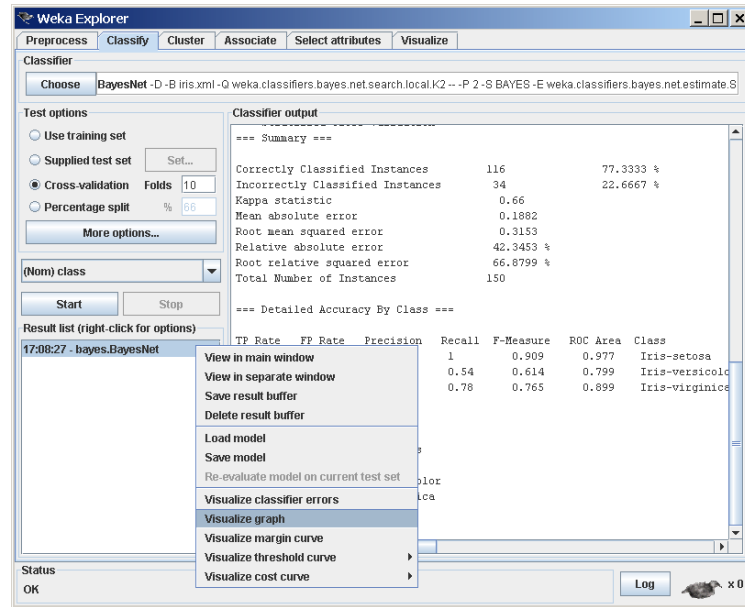 Weka Explorer
Preprocess Classify Cluster Associate Select attributes Visualize
Classifier
Choose BayesNet -D -B iris.xml -Q weka.classifiers.bayes.net.search.local.K2 -- -P 2 -S BAYES -E weka.classifiers.bayes.net.estimate.S
Test options
Use training set
Supplied test set Set...
Cross-validation Folds 10
Percentage split % 66
More options...
(Nom) class
Start Stop
Result list (right-click for options)
17:08:27 - bayes.BayesNet
Classifier output
=== Summary ===
Correctly Classified Instances 116 77.3333 %
Incorrectly Classified Instances 34 22.6667 %
Kappa statistic 0.66
Mean absolute error 0.1882
Root mean squared error 0.3153
Relative absolute error 42.3453 %
Root relative squared error 66.8799 %
Total Number of Instances 150
=== Detailed Accuracy By Class ===
TP Rate FP Rate Precision Recall F-Measure ROC Area Class
1 0.909 0.977 Iris-setosa
0.54 0.614 0.799 Iris-versicolo
0.78 0.765 0.899 Iris-virginica
olor
ica
View in main window
View in separate window
Save result buffer
Delete result buffer
Load model
Save model
Re-evaluate model on current test set
Visualize classifier errors
Visualize graph
Visualize margin curve
Visualize threshold curve
Visualize cost curve
Status
OK
Log x 0